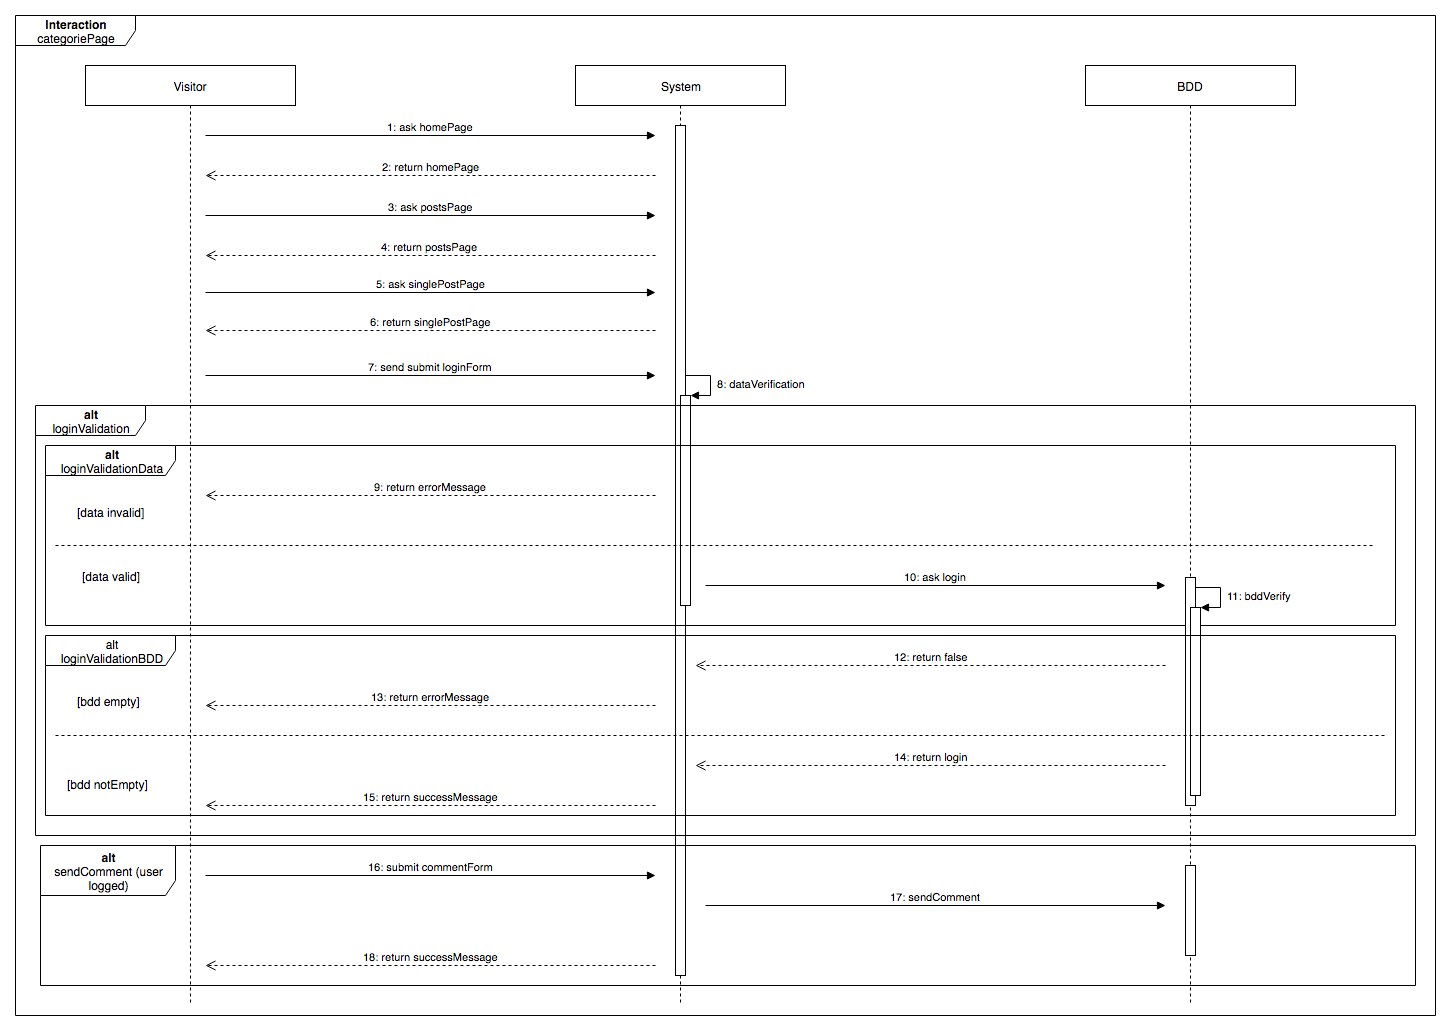 Interaction
categoriePage
Visitor
System
BDD
1: ask homePage
2: return homePage
3: ask postsPage
4: return postsPage
5: ask singlePostPage
6: return singlePostPage
7: send submit loginForm
8: dataVerification
alt
loginValidation
alt
loginValidationData
9: return errorMessage
[data invalid]
[data valid]
10: ask login
11: bddVerify
alt
loginValidationBDD
12: return false
13: return errorMessage
[bdd empty]
14: return login
[bdd notEmpty]
15: return successMessage
alt
sendComment (user
logged)
16: submit commentForm
17: sendComment
18: return successMessage